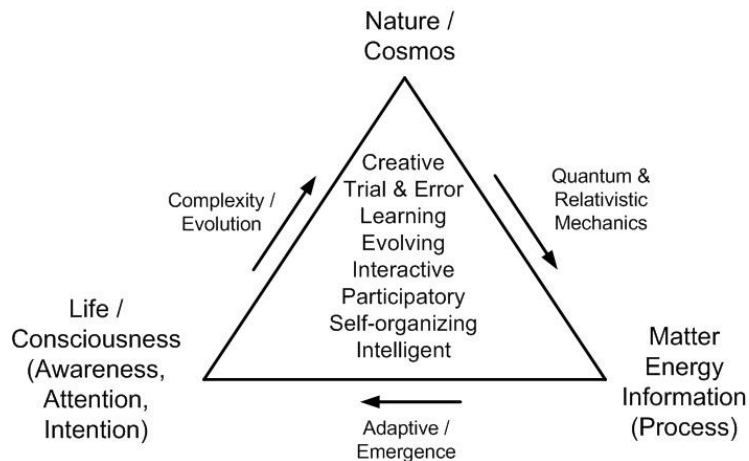 Nature /
Cosmos
Creative
Trial & Error
Learning
Evolving
Interactive
Participatory
Self-organizing
Intelligent
Complexity /
Evolution
Quantum &
Relativistic
Mechanics
Life /
Consciousness
(Awareness,
Attention,
Intention)
Matter
Energy
Information
(Process)
Adaptive /
Emergence